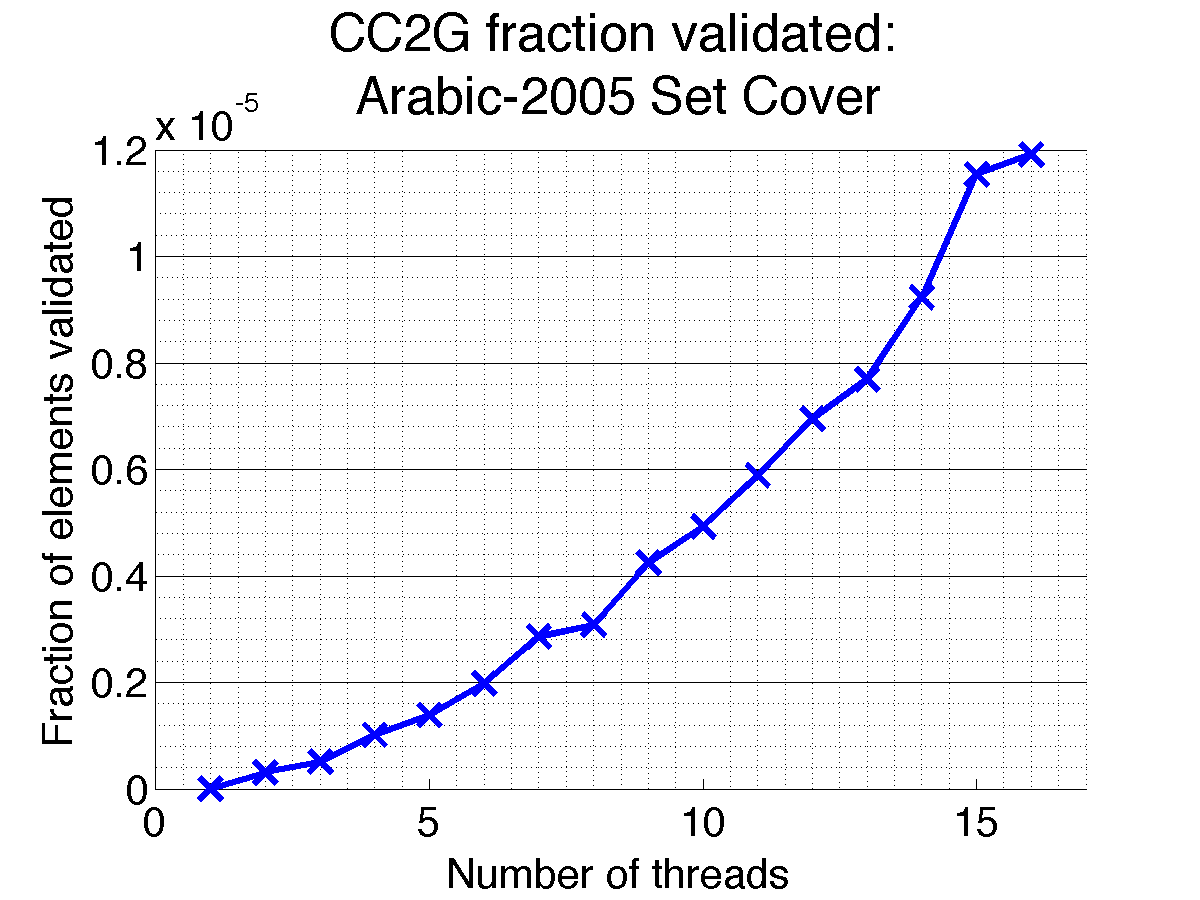 CC2G fraction validated:
Arabic-2005 Set Cover
x 10^-5
1.2
1
0.8
0.6
0.4
0.2
0
Fraction of elements validated
0 5 10 15
Number of threads